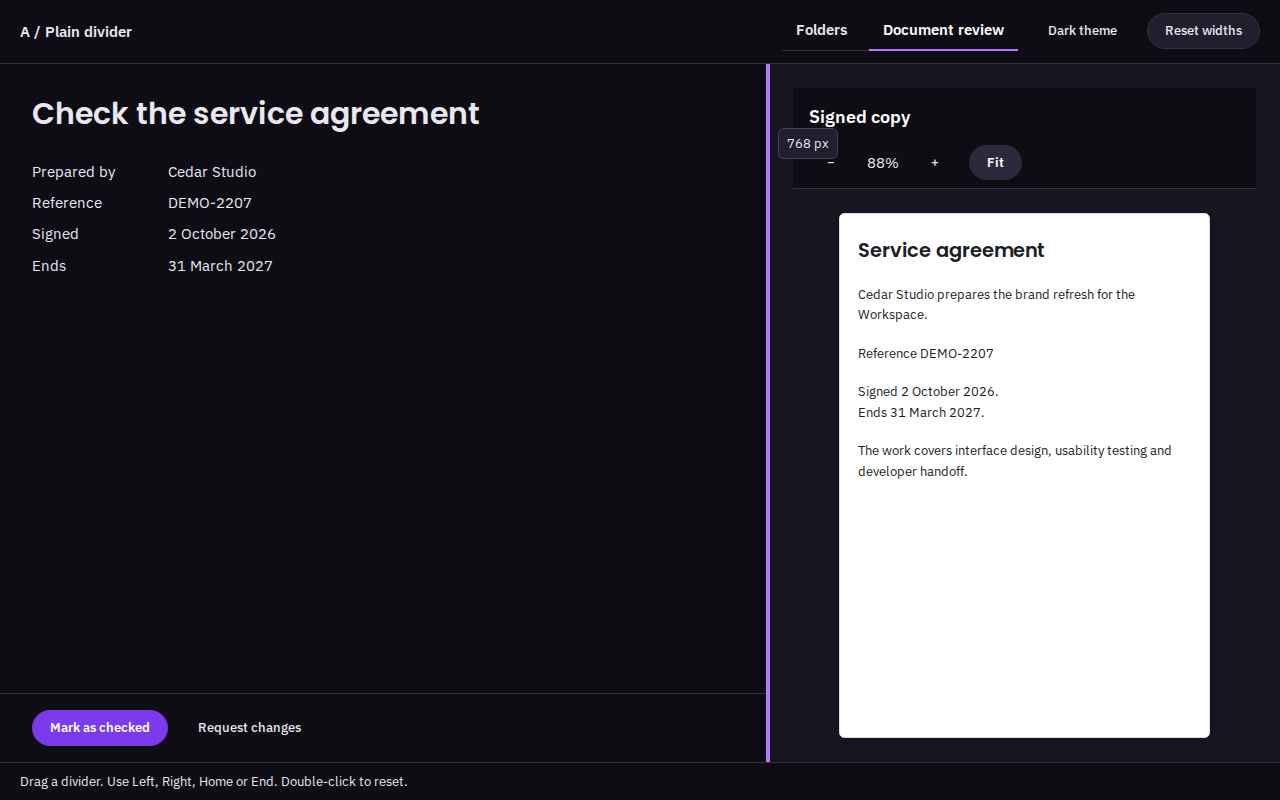 A / Plain divider
Folders
Document review
Dark theme
Reset widths
Check the service agreement
Prepared by Cedar Studio
Reference DEMO-2207
Signed 2 October 2026
Ends 31 March 2027
Mark as checked
Request changes
Signed copy
768 px
− 88% + Fit
Service agreement
Cedar Studio prepares the brand refresh for the
Workspace.
Reference DEMO-2207
Signed 2 October 2026.
Ends 31 March 2027.
The work covers interface design, usability testing and
developer handoff.
Drag a divider. Use Left, Right, Home or End. Double-click to reset.